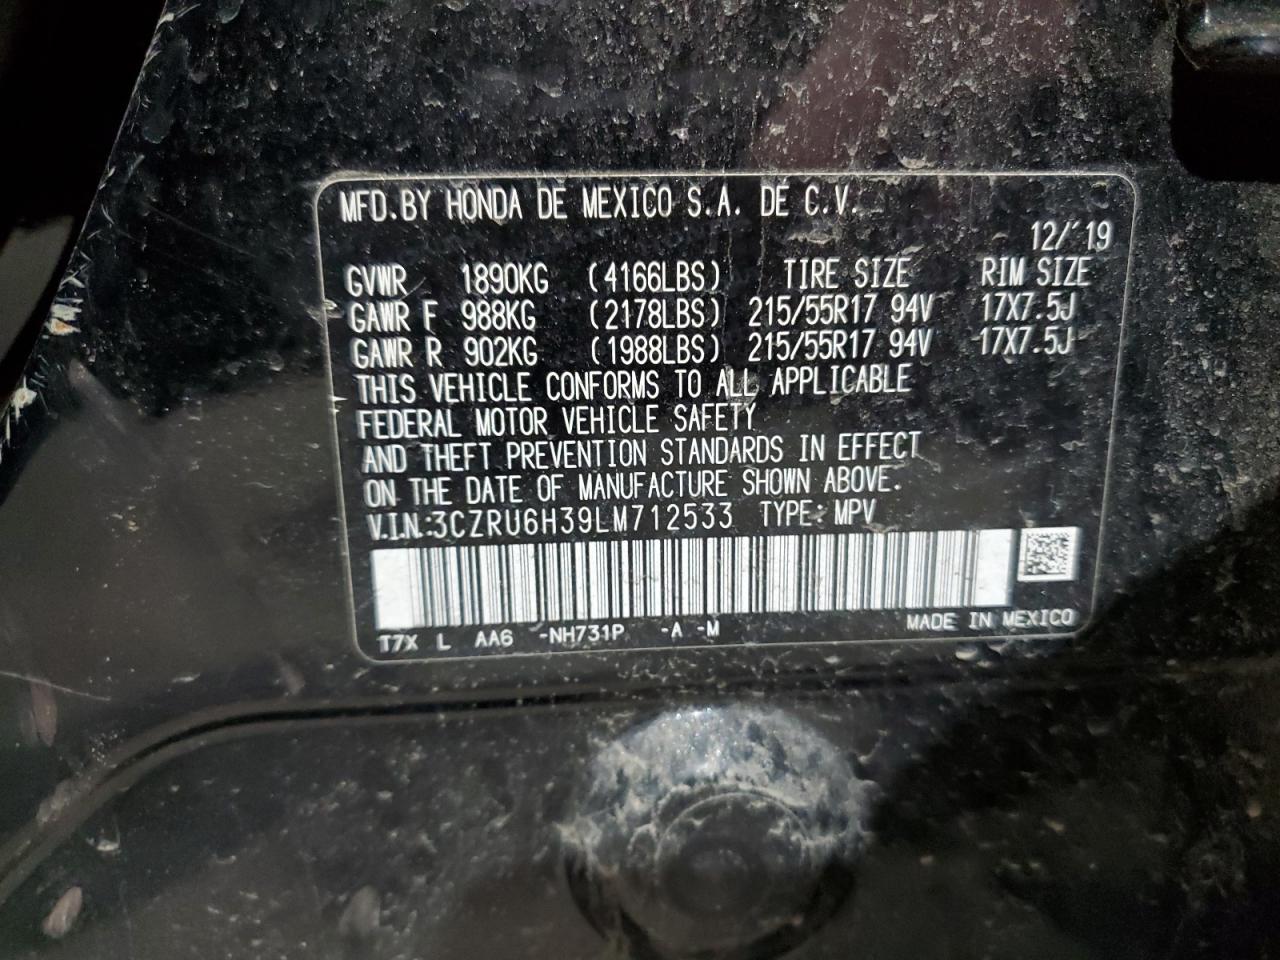 MFD.BY HONDA DE MEXICO S.A. DE C.V.
12/'19
GVWR 1890KG (4166LBS) TIRE SIZE RIM SIZE
GAWR F 988KG (2178LBS) 215/55R17 94V 17X7.5J
GAWR R 902KG (1988LBS) 215/55R17 94V 17X7.5J
THIS VEHICLE CONFORMS TO ALL APPLICABLE
FEDERAL MOTOR VEHICLE SAFETY
AND THEFT PREVENTION STANDARDS IN EFFECT
ON THE DATE OF MANUFACTURE SHOWN ABOVE.
V.I.N.:3CZRU6H39LM712533 TYPE: MPV
T7X L AA6 -NH731P -A -M MADE IN MEXICO